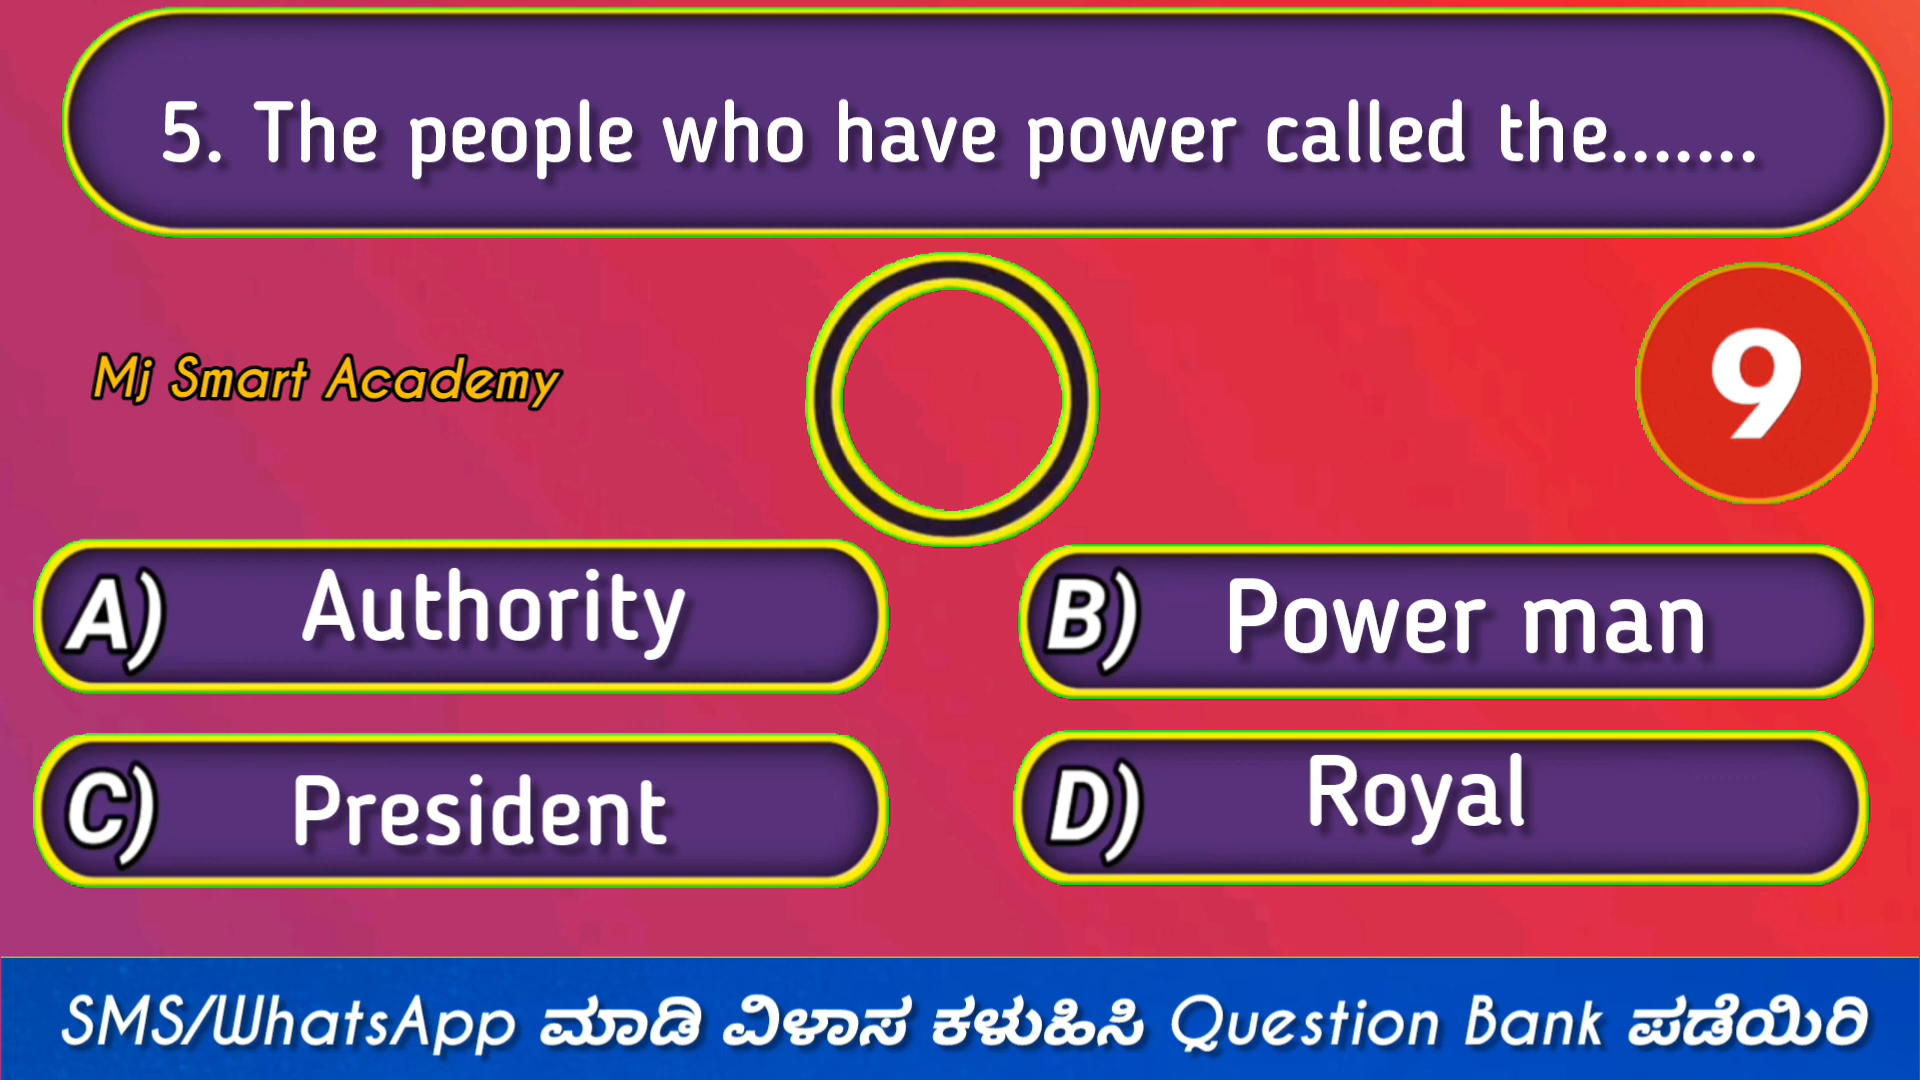 5. The people who have power called the.......
Mj Smart Academy
9
A) Authority
B) Power man
C) President
D) Royal
SMS/WhatsApp ಮಾಡಿ ವಿಳಾಸ ಕಳುಹಿಸಿ Question Bank ಪಡೆಯಿರಿ